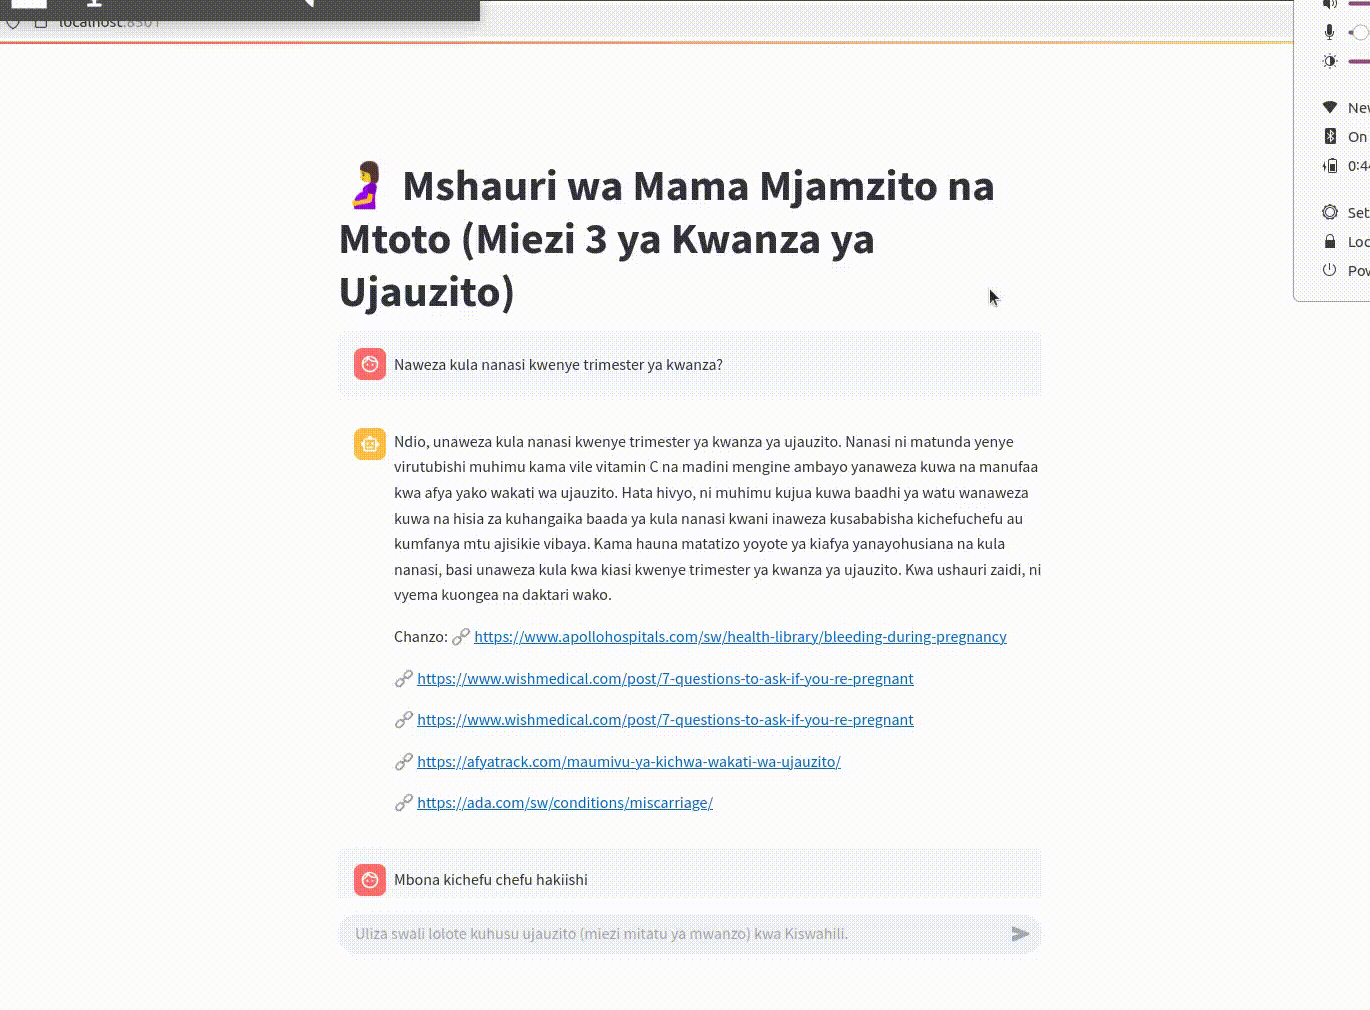 localhost:8501
Mshauri wa Mama Mjamzito na
Mtoto (Miezi 3 ya Kwanza ya
Ujauzito)
Naweza kula nanasi kwenye trimester ya kwanza?
Ndio, unaweza kula nanasi kwenye trimester ya kwanza ya ujauzito. Nanasi ni matunda yenye
virutubishi muhimu kama vile vitamin C na madini mengine ambayo yanaweza kuwa na manufaa
kwa afya yako wakati wa ujauzito. Hata hivyo, ni muhimu kujua kuwa baadhi ya watu wanaweza
kuwa na hisia za kuhangaika baada ya kula nanasi kwani inaweza kusababisha kichefuchefu au
kumfanya mtu ajisikie vibaya. Kama hauna matatizo yoyote ya kiafya yanayohusiana na kula
nanasi, basi unaweza kula kwa kiasi kwenye trimester ya kwanza ya ujauzito. Kwa ushauri zaidi, ni
vyema kuongea na daktari wako.
Chanzo: https://www.apollohospitals.com/sw/health-library/bleeding-during-pregnancy
https://www.wishmedical.com/post/7-questions-to-ask-if-you-re-pregnant
https://www.wishmedical.com/post/7-questions-to-ask-if-you-re-pregnant
https://afyatrack.com/maumivu-ya-kichwa-wakati-wa-ujauzito/
https://ada.com/sw/conditions/miscarriage/
Mbona kichefu chefu hakiishi
Uliza swali lolote kuhusu ujauzito (miezi mitatu ya mwanzo) kwa Kiswahili.
On